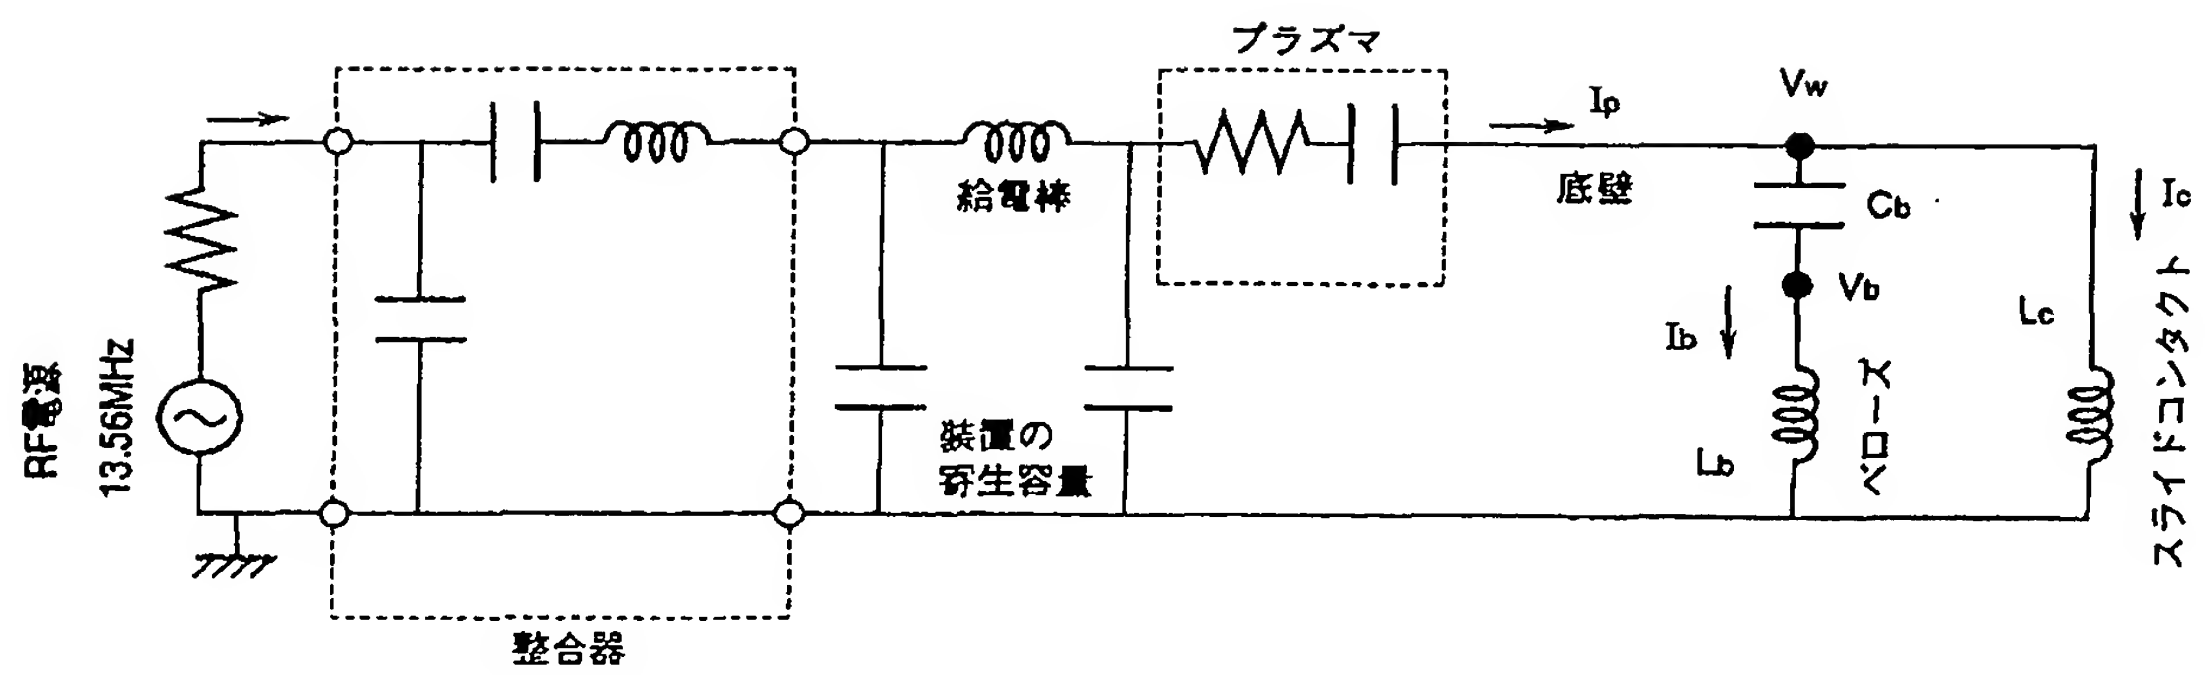 プラズマ
Vw
Ip
Ic
給電棒
底壁
Cb
Vb
Lc
Ib
スライドコンタクト
RF電源
13.56MHz
ベローズ
装置の
寄生容量
Lb
整合器